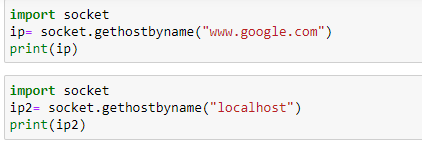 import socket
ip= socket.gethostbyname("www.google.com")
print(ip)
import socket
ip2= socket.gethostbyname("localhost")
print(ip2)